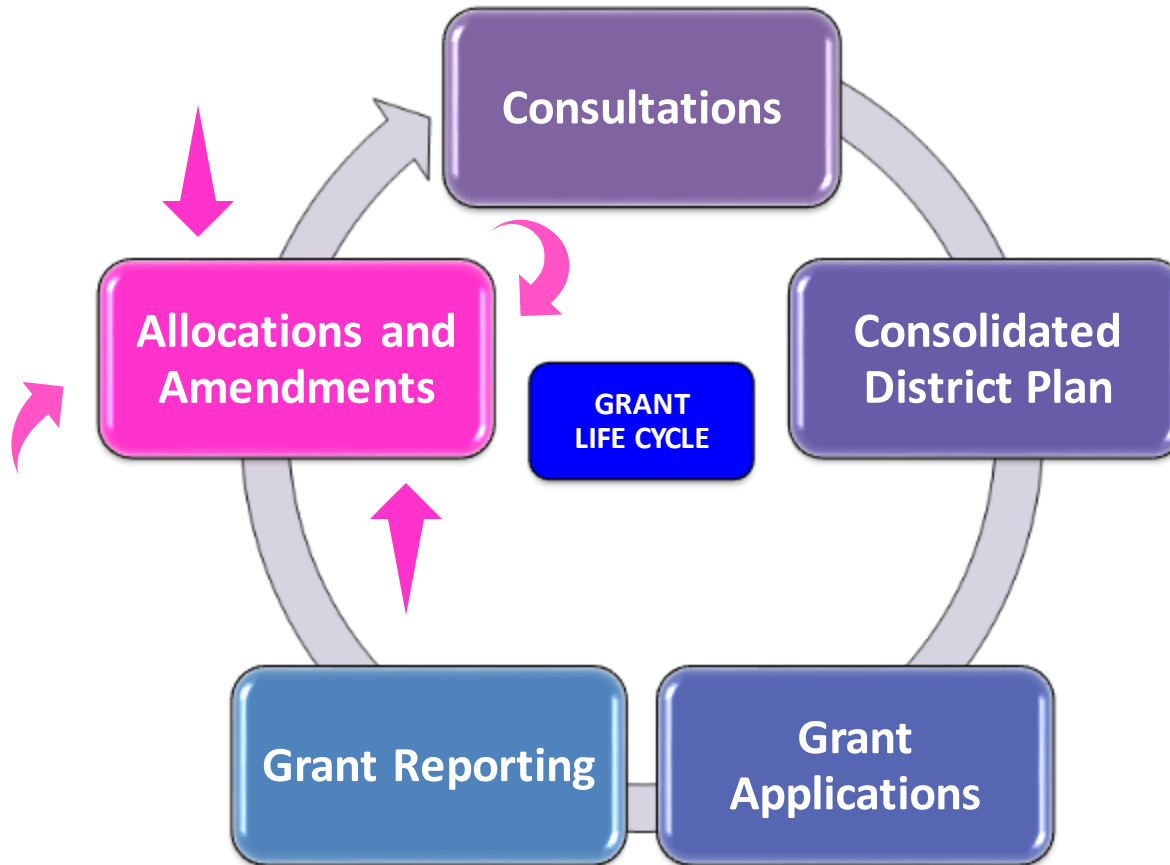 Consultations
Allocations and
Amendments
Consolidated
District Plan
GRANT
LIFE CYCLE
Grant Reporting
Grant
Applications